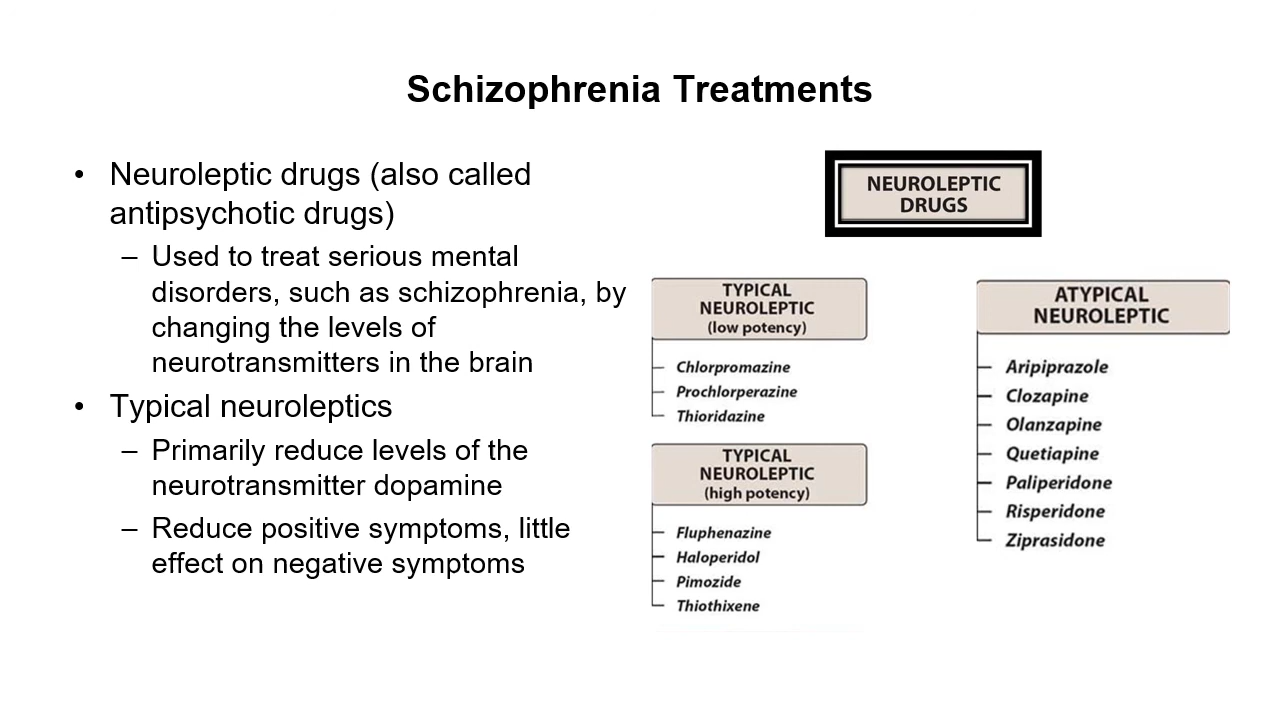 Schizophrenia Treatments
• Neuroleptic drugs (also called
antipsychotic drugs)
– Used to treat serious mental
disorders, such as schizophrenia, by
changing the levels of
neurotransmitters in the brain
• Typical neuroleptics
– Primarily reduce levels of the
neurotransmitter dopamine
– Reduce positive symptoms, little
effect on negative symptoms
NEUROLEPTIC
DRUGS
TYPICAL
NEUROLEPTIC
(low potency)
Chlorpromazine
Prochlorperazine
Thioridazine
TYPICAL
NEUROLEPTIC
(high potency)
Fluphenazine
Haloperidol
Pimozide
Thiothixene
ATYPICAL
NEUROLEPTIC
Aripiprazole
Clozapine
Olanzapine
Quetiapine
Paliperidone
Risperidone
Ziprasidone